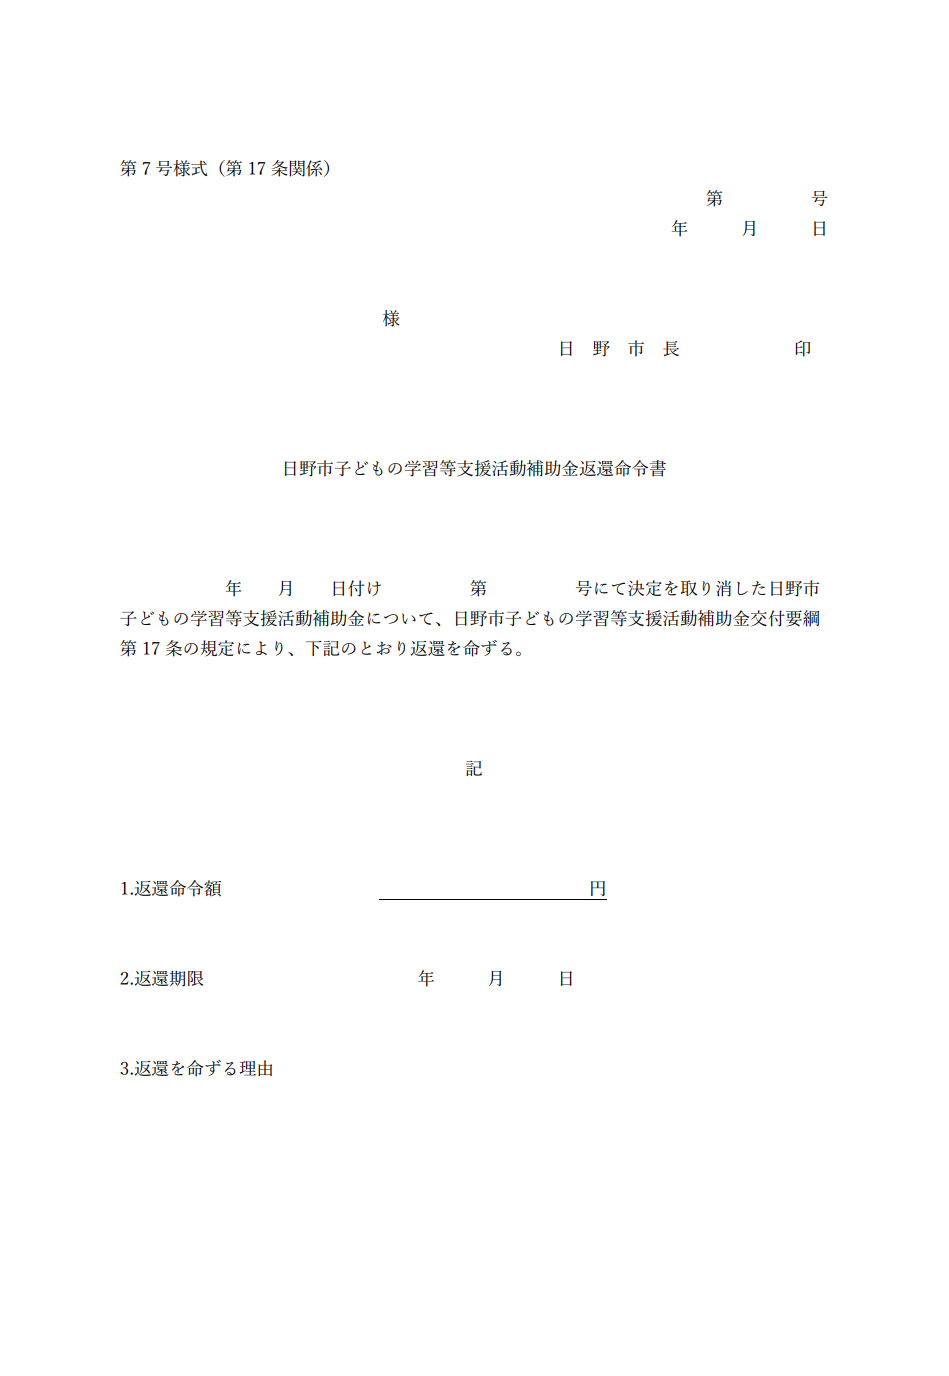 第 7 号様式（第 17 条関係）
第　　　　　号
年　　　月　　　日
様
日　野　市　長　　　　　　　印
日野市子どもの学習等支援活動補助金返還命令書
年　　月　　日付け　　　　　第　　　　　号にて決定を取り消した日野市
子どもの学習等支援活動補助金について、日野市子どもの学習等支援活動補助金交付要綱
第 17 条の規定により、下記のとおり返還を命ずる。
記
1.返還命令額　　　　　　　　　　　　　　　　　　　　　円
2.返還期限　　　　　　　　　　　　年　　　月　　　日
3.返還を命ずる理由